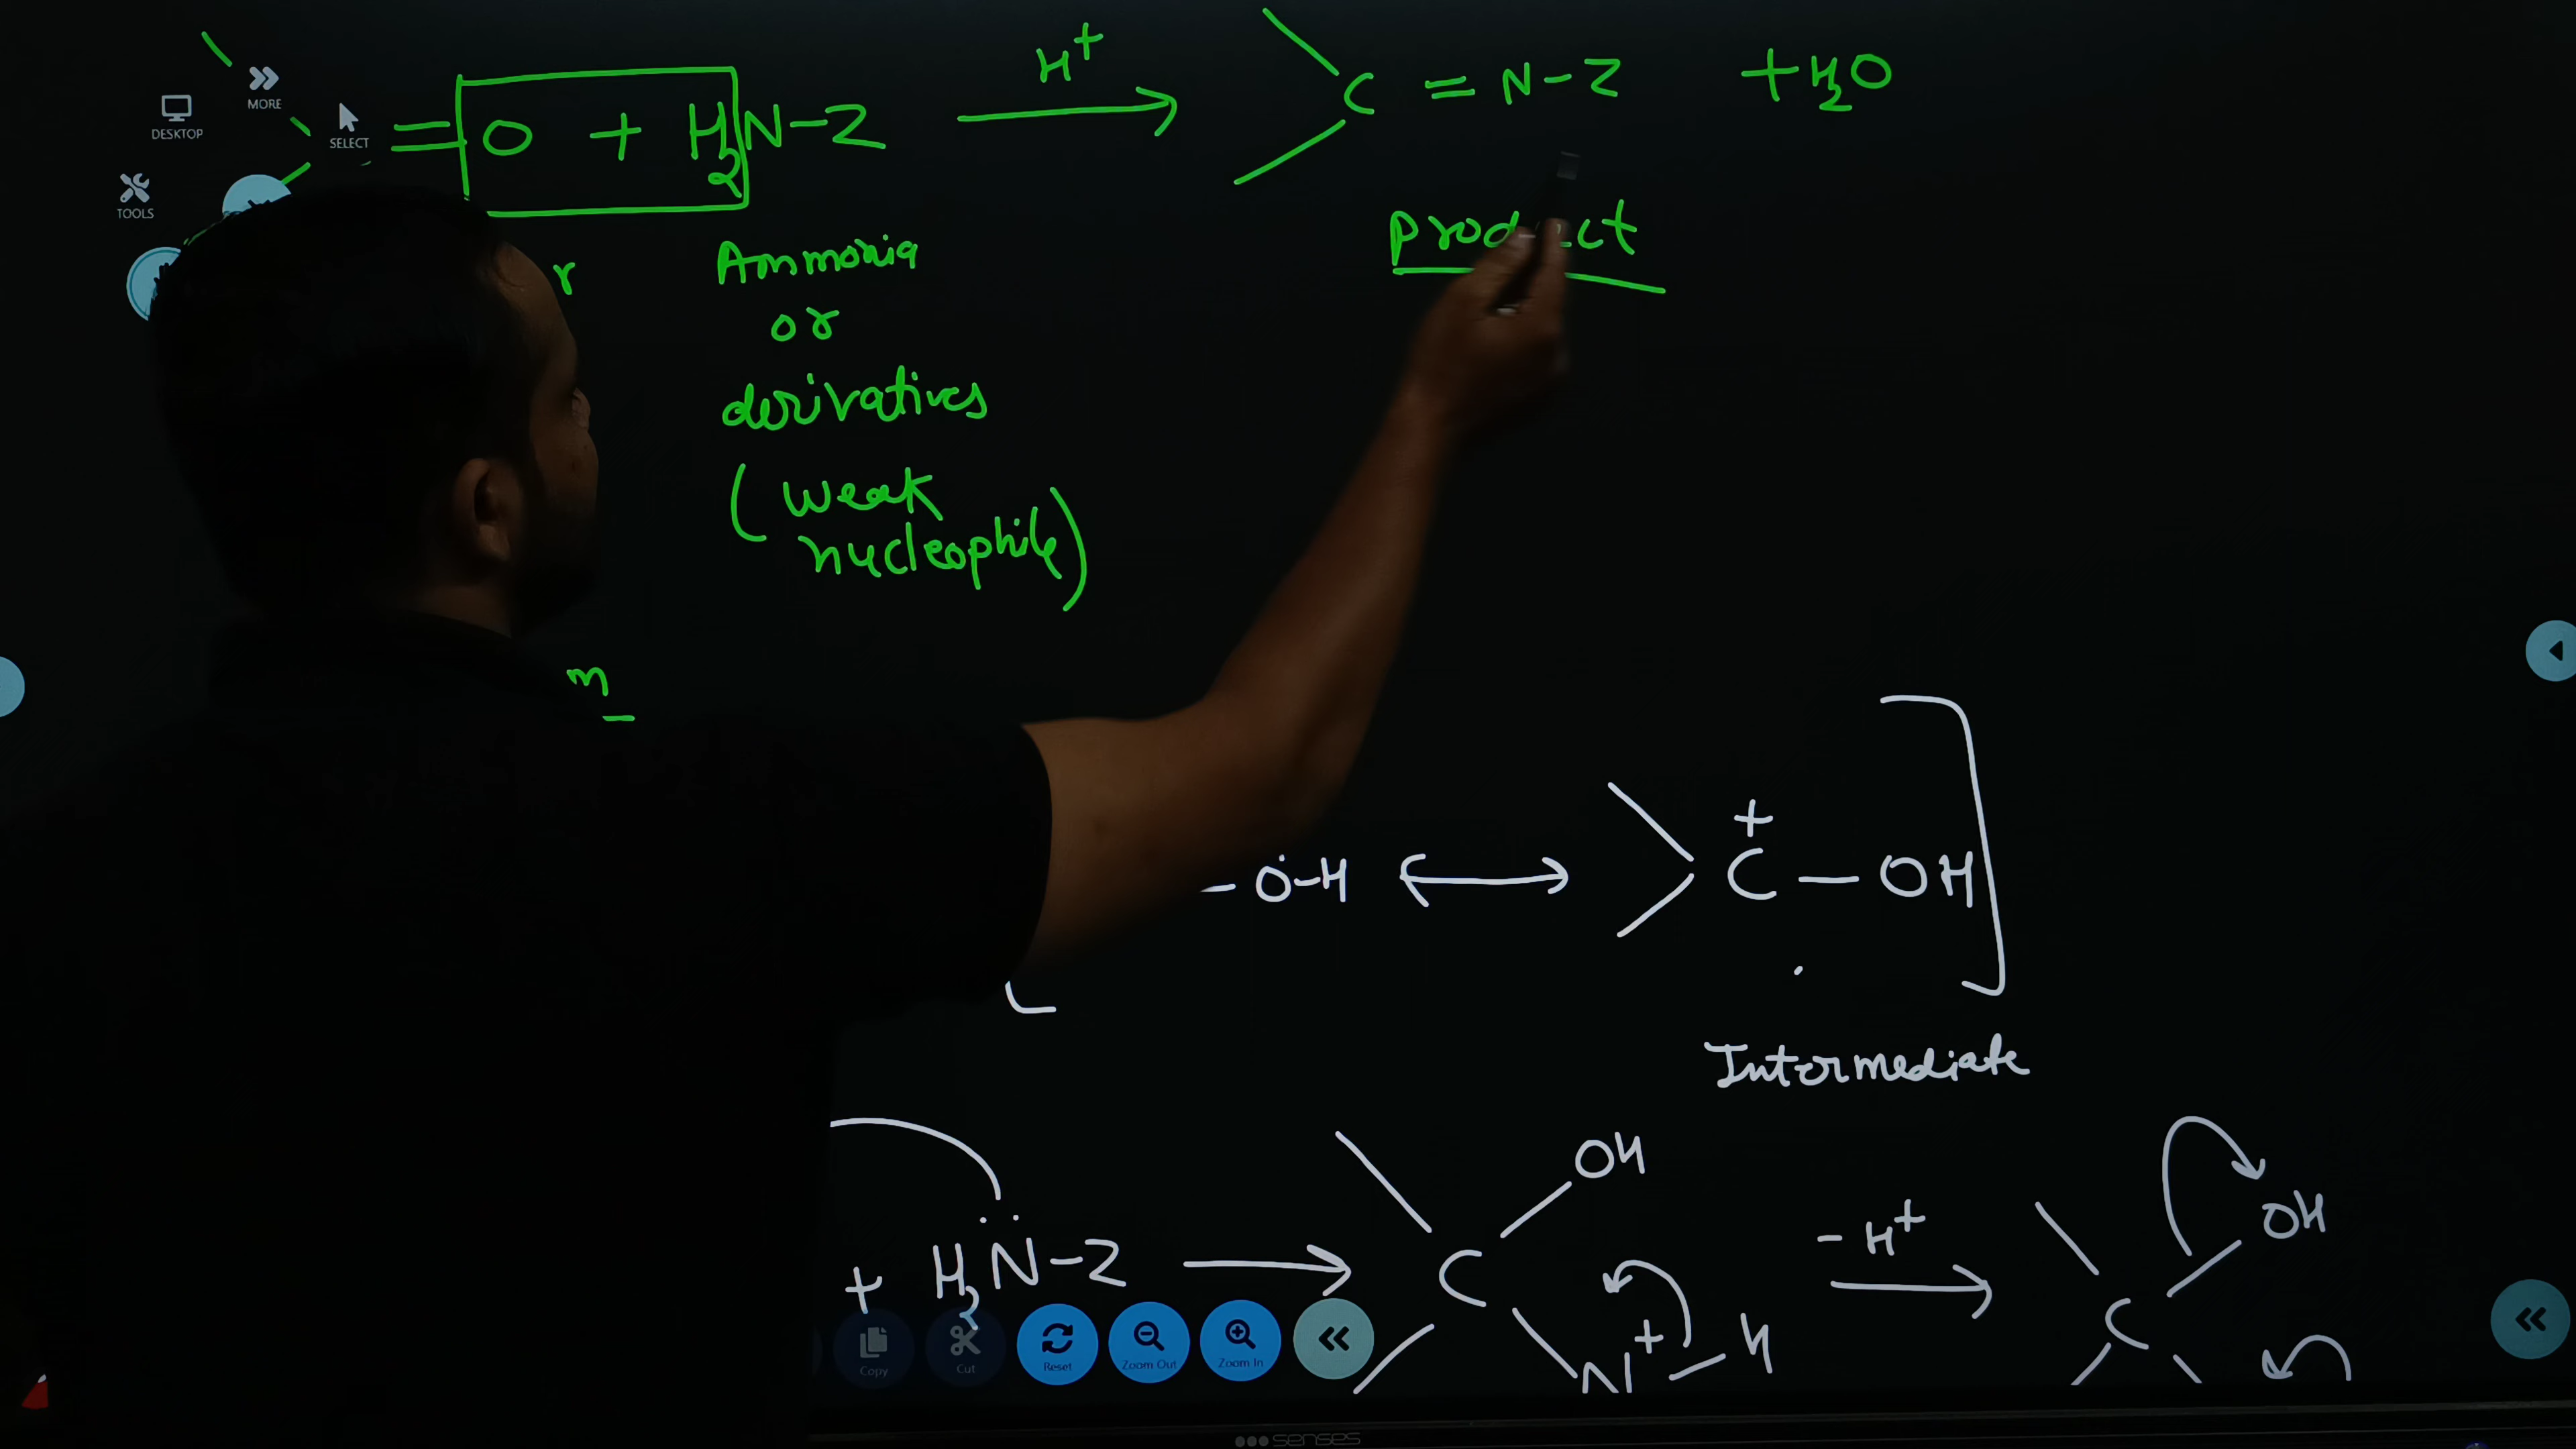 MORE
DESKTOP
SELECT
TOOLS
= O + H2N-Z
H+
C = N-Z + H2O
product
Ammonia
or
derivatives
(weak
nucleophile)
- Ö-H ⟷ C+ - OH
Intermediate
+ H2N̈-Z → C
OH
N+ - H
- H+
C
OH
Copy
Cut
Reset
Zoom Out
Zoom In
senses